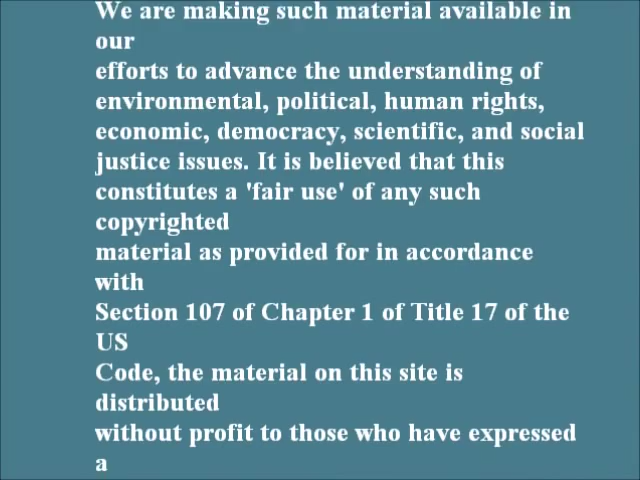 We are making such material available in
our
efforts to advance the understanding of
environmental, political, human rights,
economic, democracy, scientific, and social
justice issues. It is believed that this
constitutes a 'fair use' of any such
copyrighted
material as provided for in accordance
with
Section 107 of Chapter 1 of Title 17 of the
US
Code, the material on this site is
distributed
without profit to those who have expressed
a